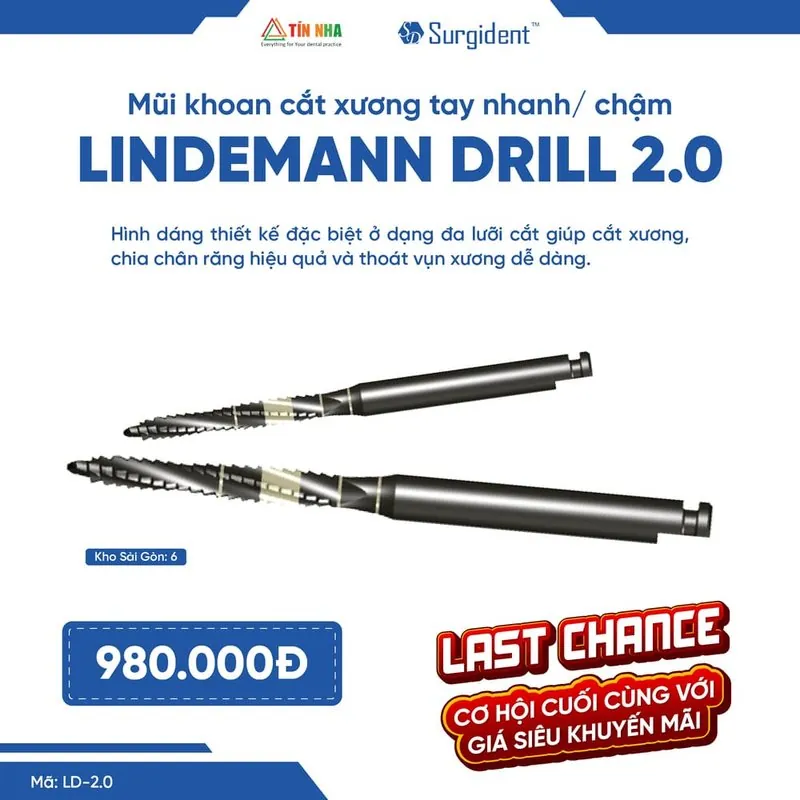 TÍN NHA
Everything for Your dental practice
Surgident™
Mũi khoan cắt xương tay nhanh/ chậm
LINDEMANN DRILL 2.0
Hình dáng thiết kế đặc biệt ở dạng đa lưỡi cắt giúp cắt xương,
chia chân răng hiệu quả và thoát vụn xương dễ dàng.
Kho Sài Gòn: 6
980.000Đ
LAST CHANCE
CƠ HỘI CUỐI CÙNG VỚI
GIÁ SIÊU KHUYẾN MÃI
Mã: LD-2.0